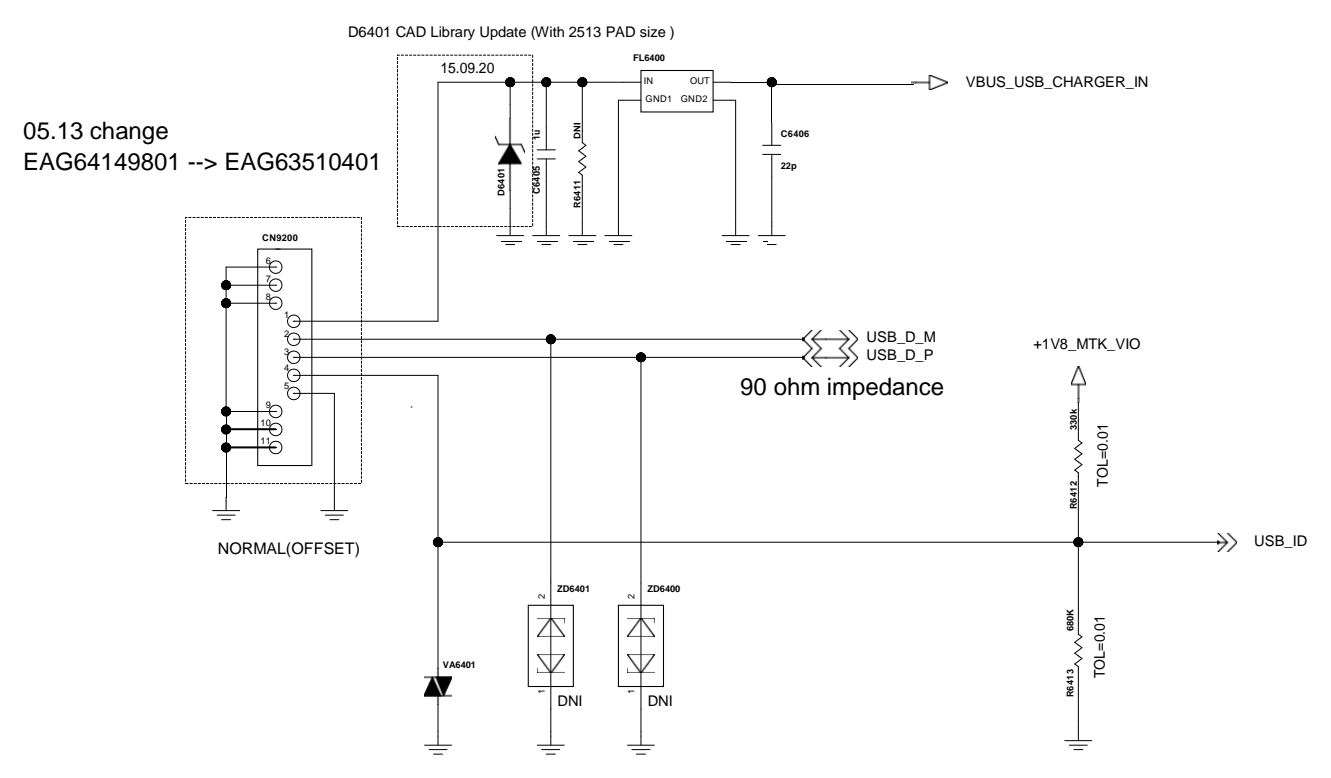 D6401 CAD Library Update (With 2513 PAD size )
15.09.20
FL6400
IN
OUT
GND1
GND2
VBUS_USB_CHARGER_IN
05.13 change
EAG64149801 --> EAG63510401
D6401
1u
C6405
DNI
R6411
C6406
22p
CN9200
6
7
8
1
2
3
4
5
9
10
11
NORMAL(OFFSET)
USB_D_M
USB_D_P
90 ohm impedance
+1V8_MTK_VIO
330k
TOL=0.01
R6412
USB_ID
ZD6401
2
1
DNI
ZD6400
2
1
DNI
VA6401
680K
TOL=0.01
R6413